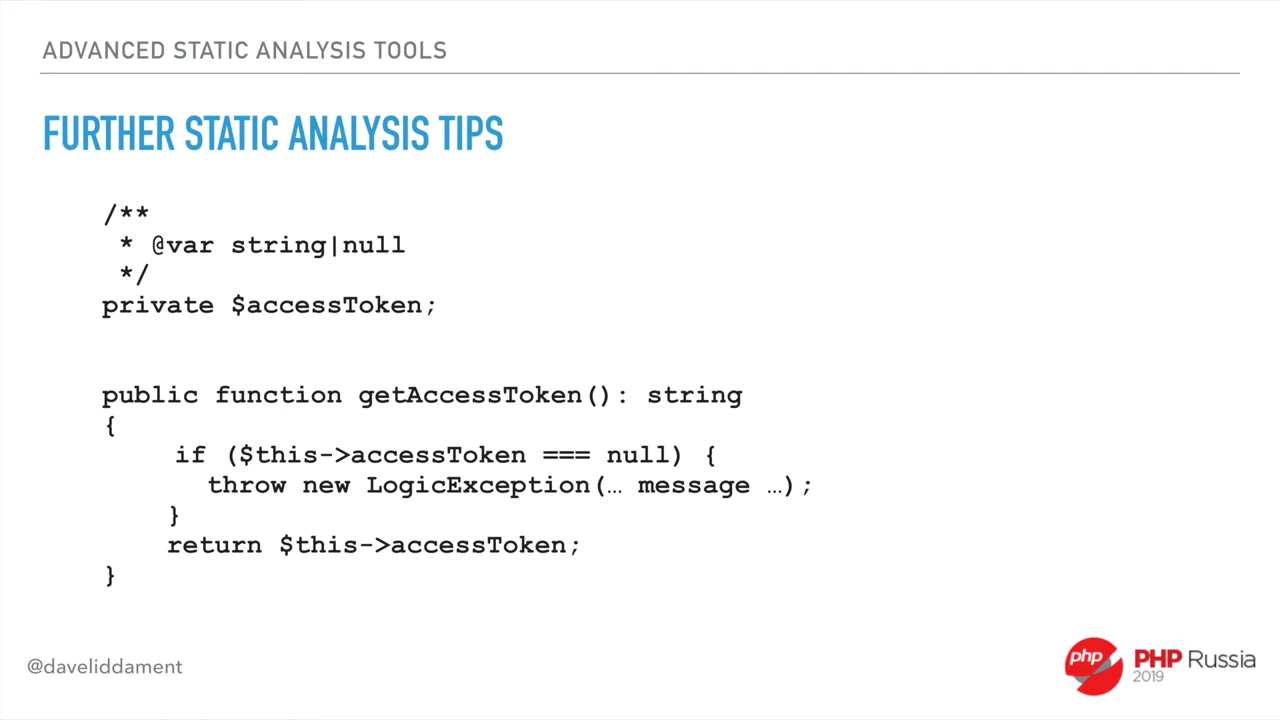 ADVANCED STATIC ANALYSIS TOOLS
FURTHER STATIC ANALYSIS TIPS
/**
 * @var string|null
 */
private $accessToken;
public function getAccessToken(): string
{
    if ($this->accessToken === null) {
      throw new LogicException(… message …);
    }
    return $this->accessToken;
}
@daveliddament
php PHP Russia
2019